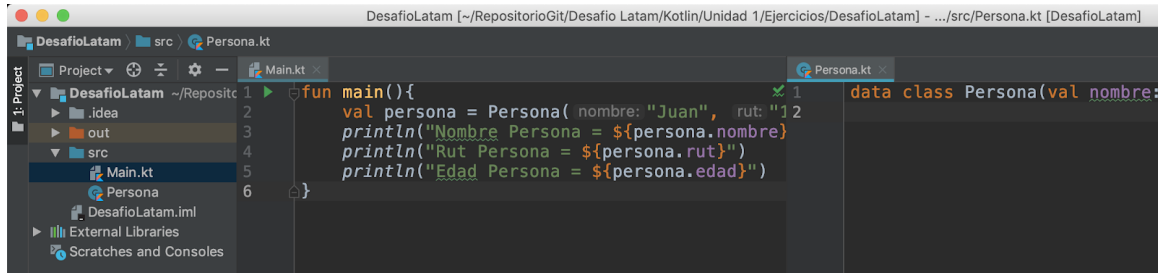 DesafioLatam [~/RepositorioGit/Desafio Latam/Kotlin/Unidad 1/Ejercicios/DesafioLatam] - .../src/Persona.kt [DesafioLatam]
DesafioLatam src Persona.kt
1: Project
Project
DesafioLatam ~/Reposito
.idea
out
src
Main.kt
Persona
DesafioLatam.iml
External Libraries
Scratches and Consoles
Main.kt
1 fun main(){
2 val persona = Persona( nombre: "Juan", rut: "1
3 println("Nombre Persona = ${persona.nombre}
4 println("Rut Persona = ${persona.rut}")
5 println("Edad Persona = ${persona.edad}")
6 }
Persona.kt
1 data class Persona(val nombre:
2